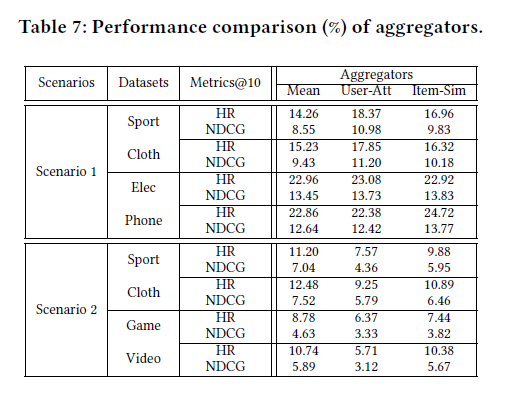 Table 7: Performance comparison (%) of aggregators.
Scenarios Datasets Metrics@10 Aggregators
Mean User-Att Item-Sim
Scenario 1
Sport HR 14.26 18.37 16.96
NDCG 8.55 10.98 9.83
Cloth HR 15.23 17.85 16.32
NDCG 9.43 11.20 10.18
Elec HR 22.96 23.08 22.92
NDCG 13.45 13.73 13.83
Phone HR 22.86 22.38 24.72
NDCG 12.64 12.42 13.77
Scenario 2
Sport HR 11.20 7.57 9.88
NDCG 7.04 4.36 5.95
Cloth HR 12.48 9.25 10.89
NDCG 7.52 5.79 6.46
Game HR 8.78 6.37 7.44
NDCG 4.63 3.33 3.82
Video HR 10.74 5.71 10.38
NDCG 5.89 3.12 5.67